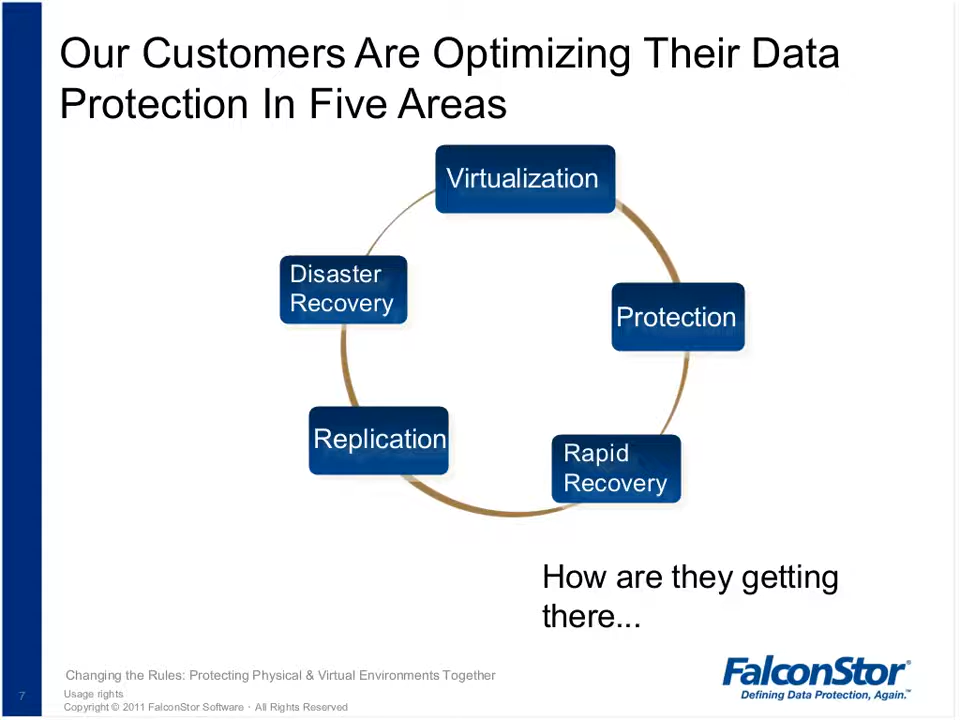 Our Customers Are Optimizing Their Data
Protection In Five Areas
Virtualization
Disaster
Recovery
Protection
Replication
Rapid
Recovery
How are they getting
there...
Changing the Rules: Protecting Physical & Virtual Environments Together
7
Usage rights
Copyright © 2011 FalconStor Software · All Rights Reserved
FalconStor®
Defining Data Protection, Again.™